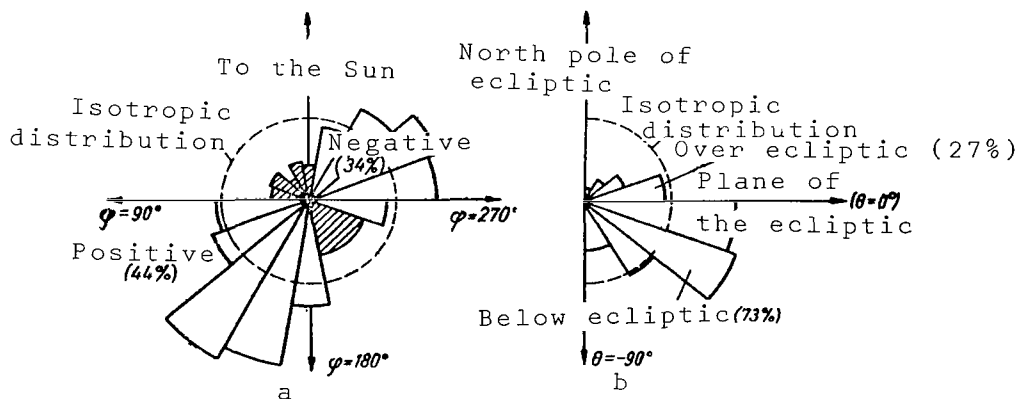 To the Sun
Isotropic
distribution
Negative
(34%)
φ=90°
φ=270°
Positive
(44%)
φ=180°
a
North pole of
ecliptic
Isotropic
distribution
Over ecliptic (27%)
Plane of
(θ=0°)
the ecliptic
Below ecliptic (73%)
θ=-90°
b